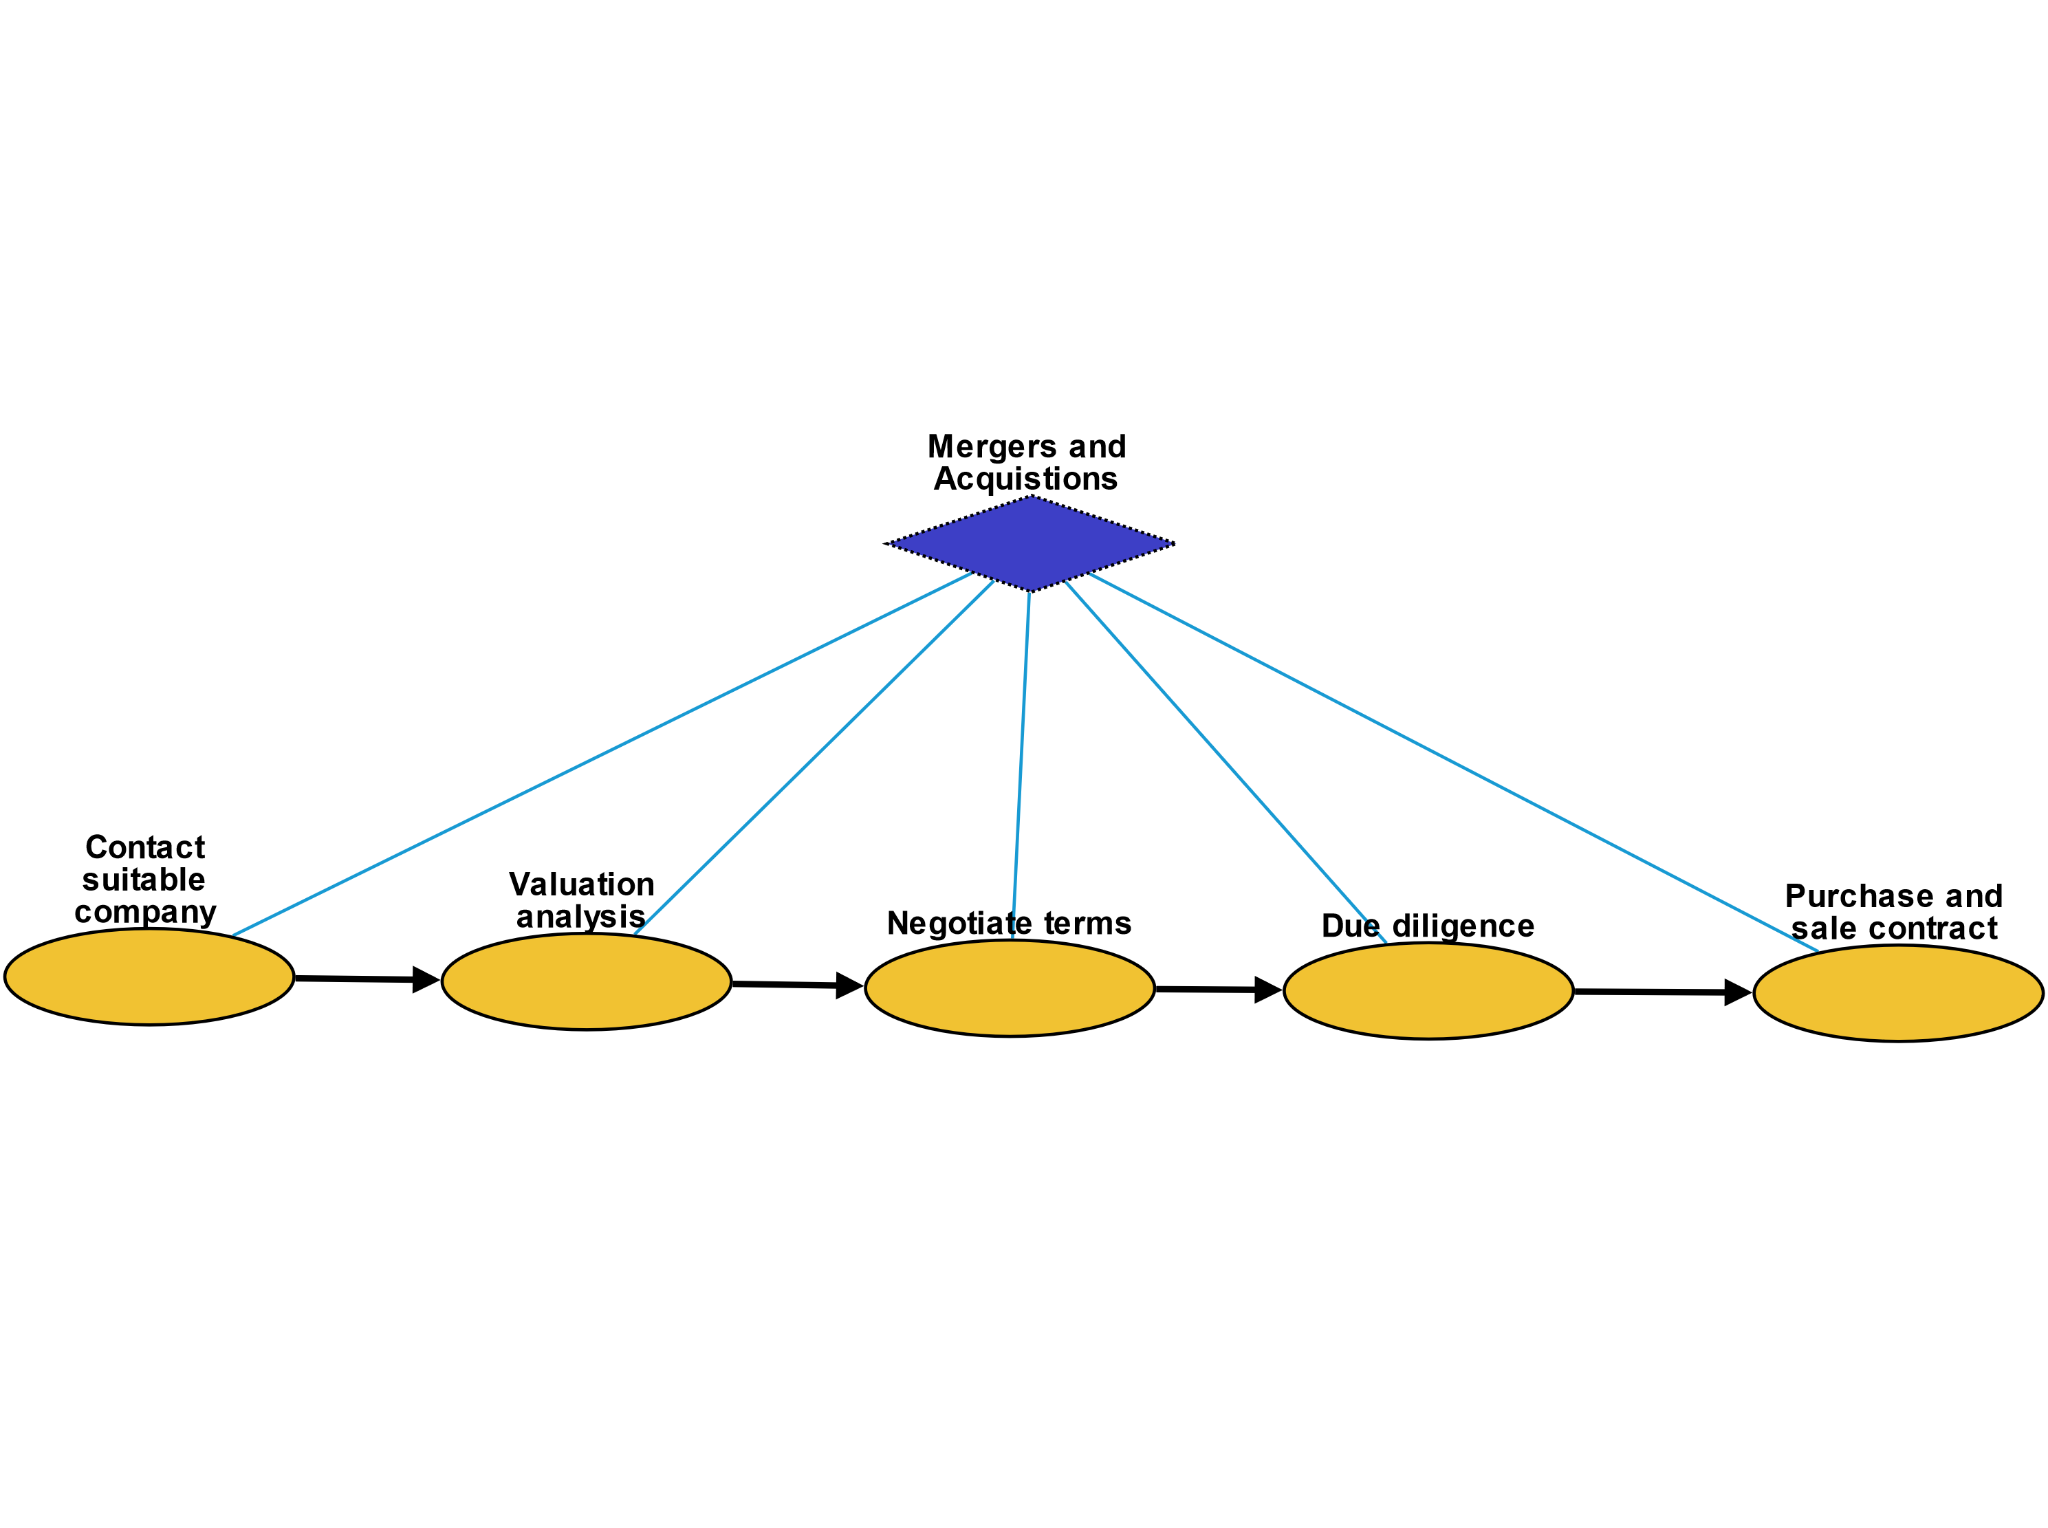 Mergers and
Acquistions
Contact
suitable
company
Valuation
analysis
Negotiate terms
Due diligence
Purchase and
sale contract